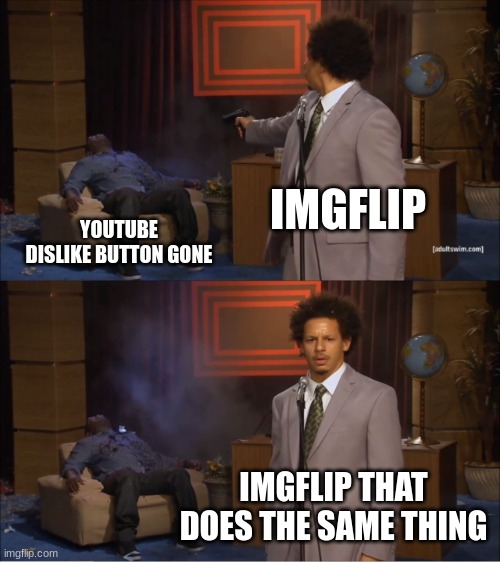 IMGFLIP
YOUTUBE
DISLIKE BUTTON GONE
[adultswim.com]
IMGFLIP THAT
DOES THE SAME THING
imgflip.com